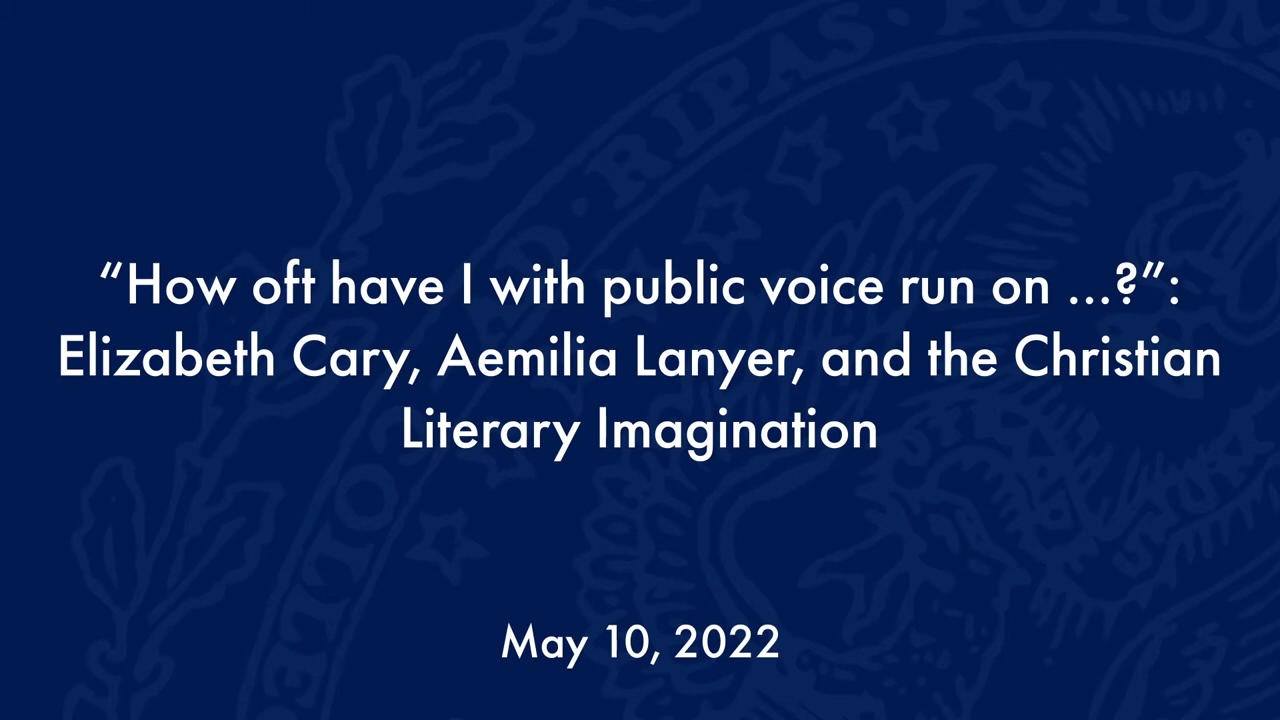 RIPAS
“How oft have I with public voice run on ...?”:
Elizabeth Cary, Aemilia Lanyer, and the Christian
Literary Imagination
May 10, 2022